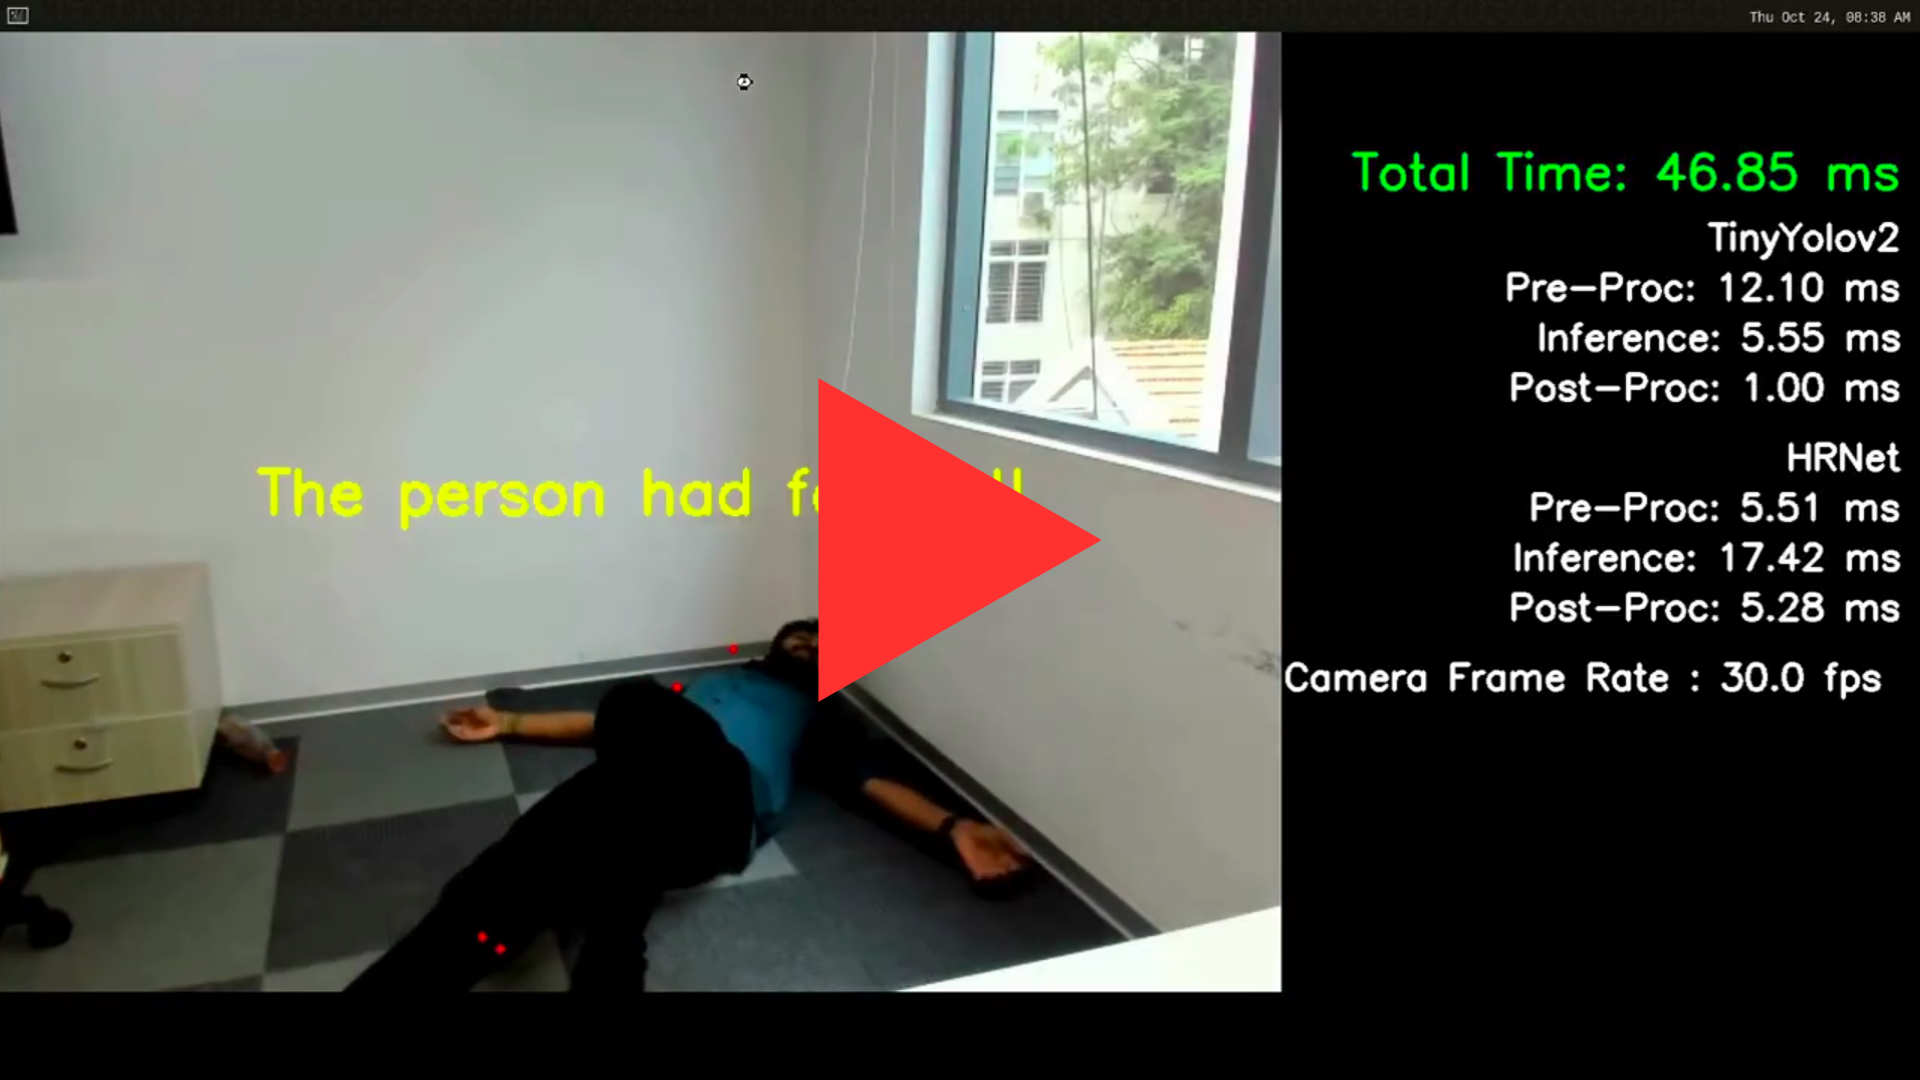 Thu Oct 24, 08:38 AM
Total Time: 46.85 ms
TinyYolov2
Pre-Proc: 12.10 ms
Inference: 5.55 ms
Post-Proc: 1.00 ms
The person had
HRNet
Pre-Proc: 5.51 ms
Inference: 17.42 ms
Post-Proc: 5.28 ms
Camera Frame Rate : 30.0 fps